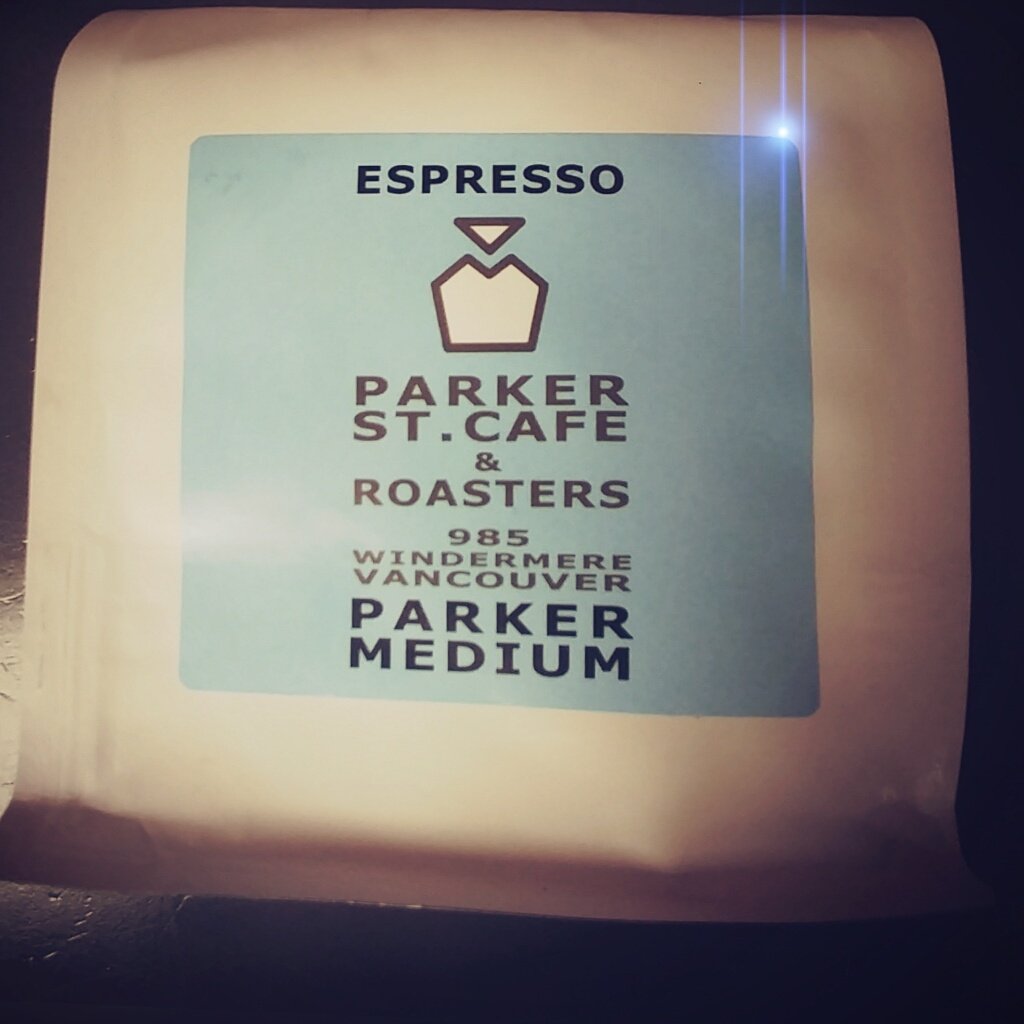 ESPRESSO
PARKER
ST.CAFE
&
ROASTERS
985
WINDERMERE
VANCOUVER
PARKER
MEDIUM